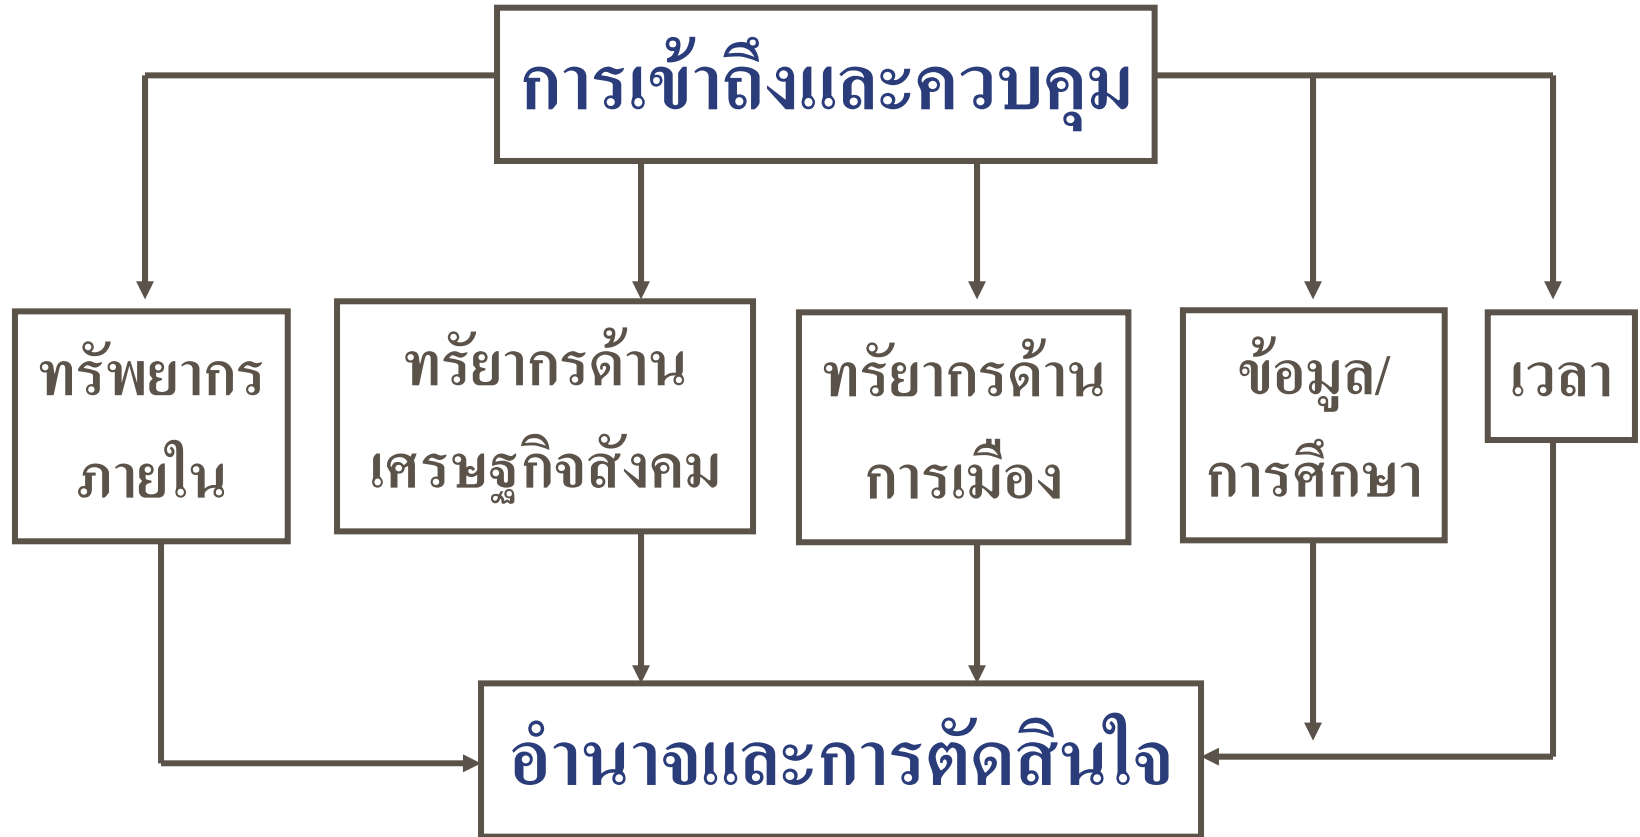 การเข้าถึงและควบคุม
ทรัพยากร
ภายใน
ทรัยากรด้าน
เศรษฐกิจสังคม
ทรัยากรด้าน
การเมือง
ข้อมูล/
การศึกษา
เวลา
อำนาจและการตัดสินใจ